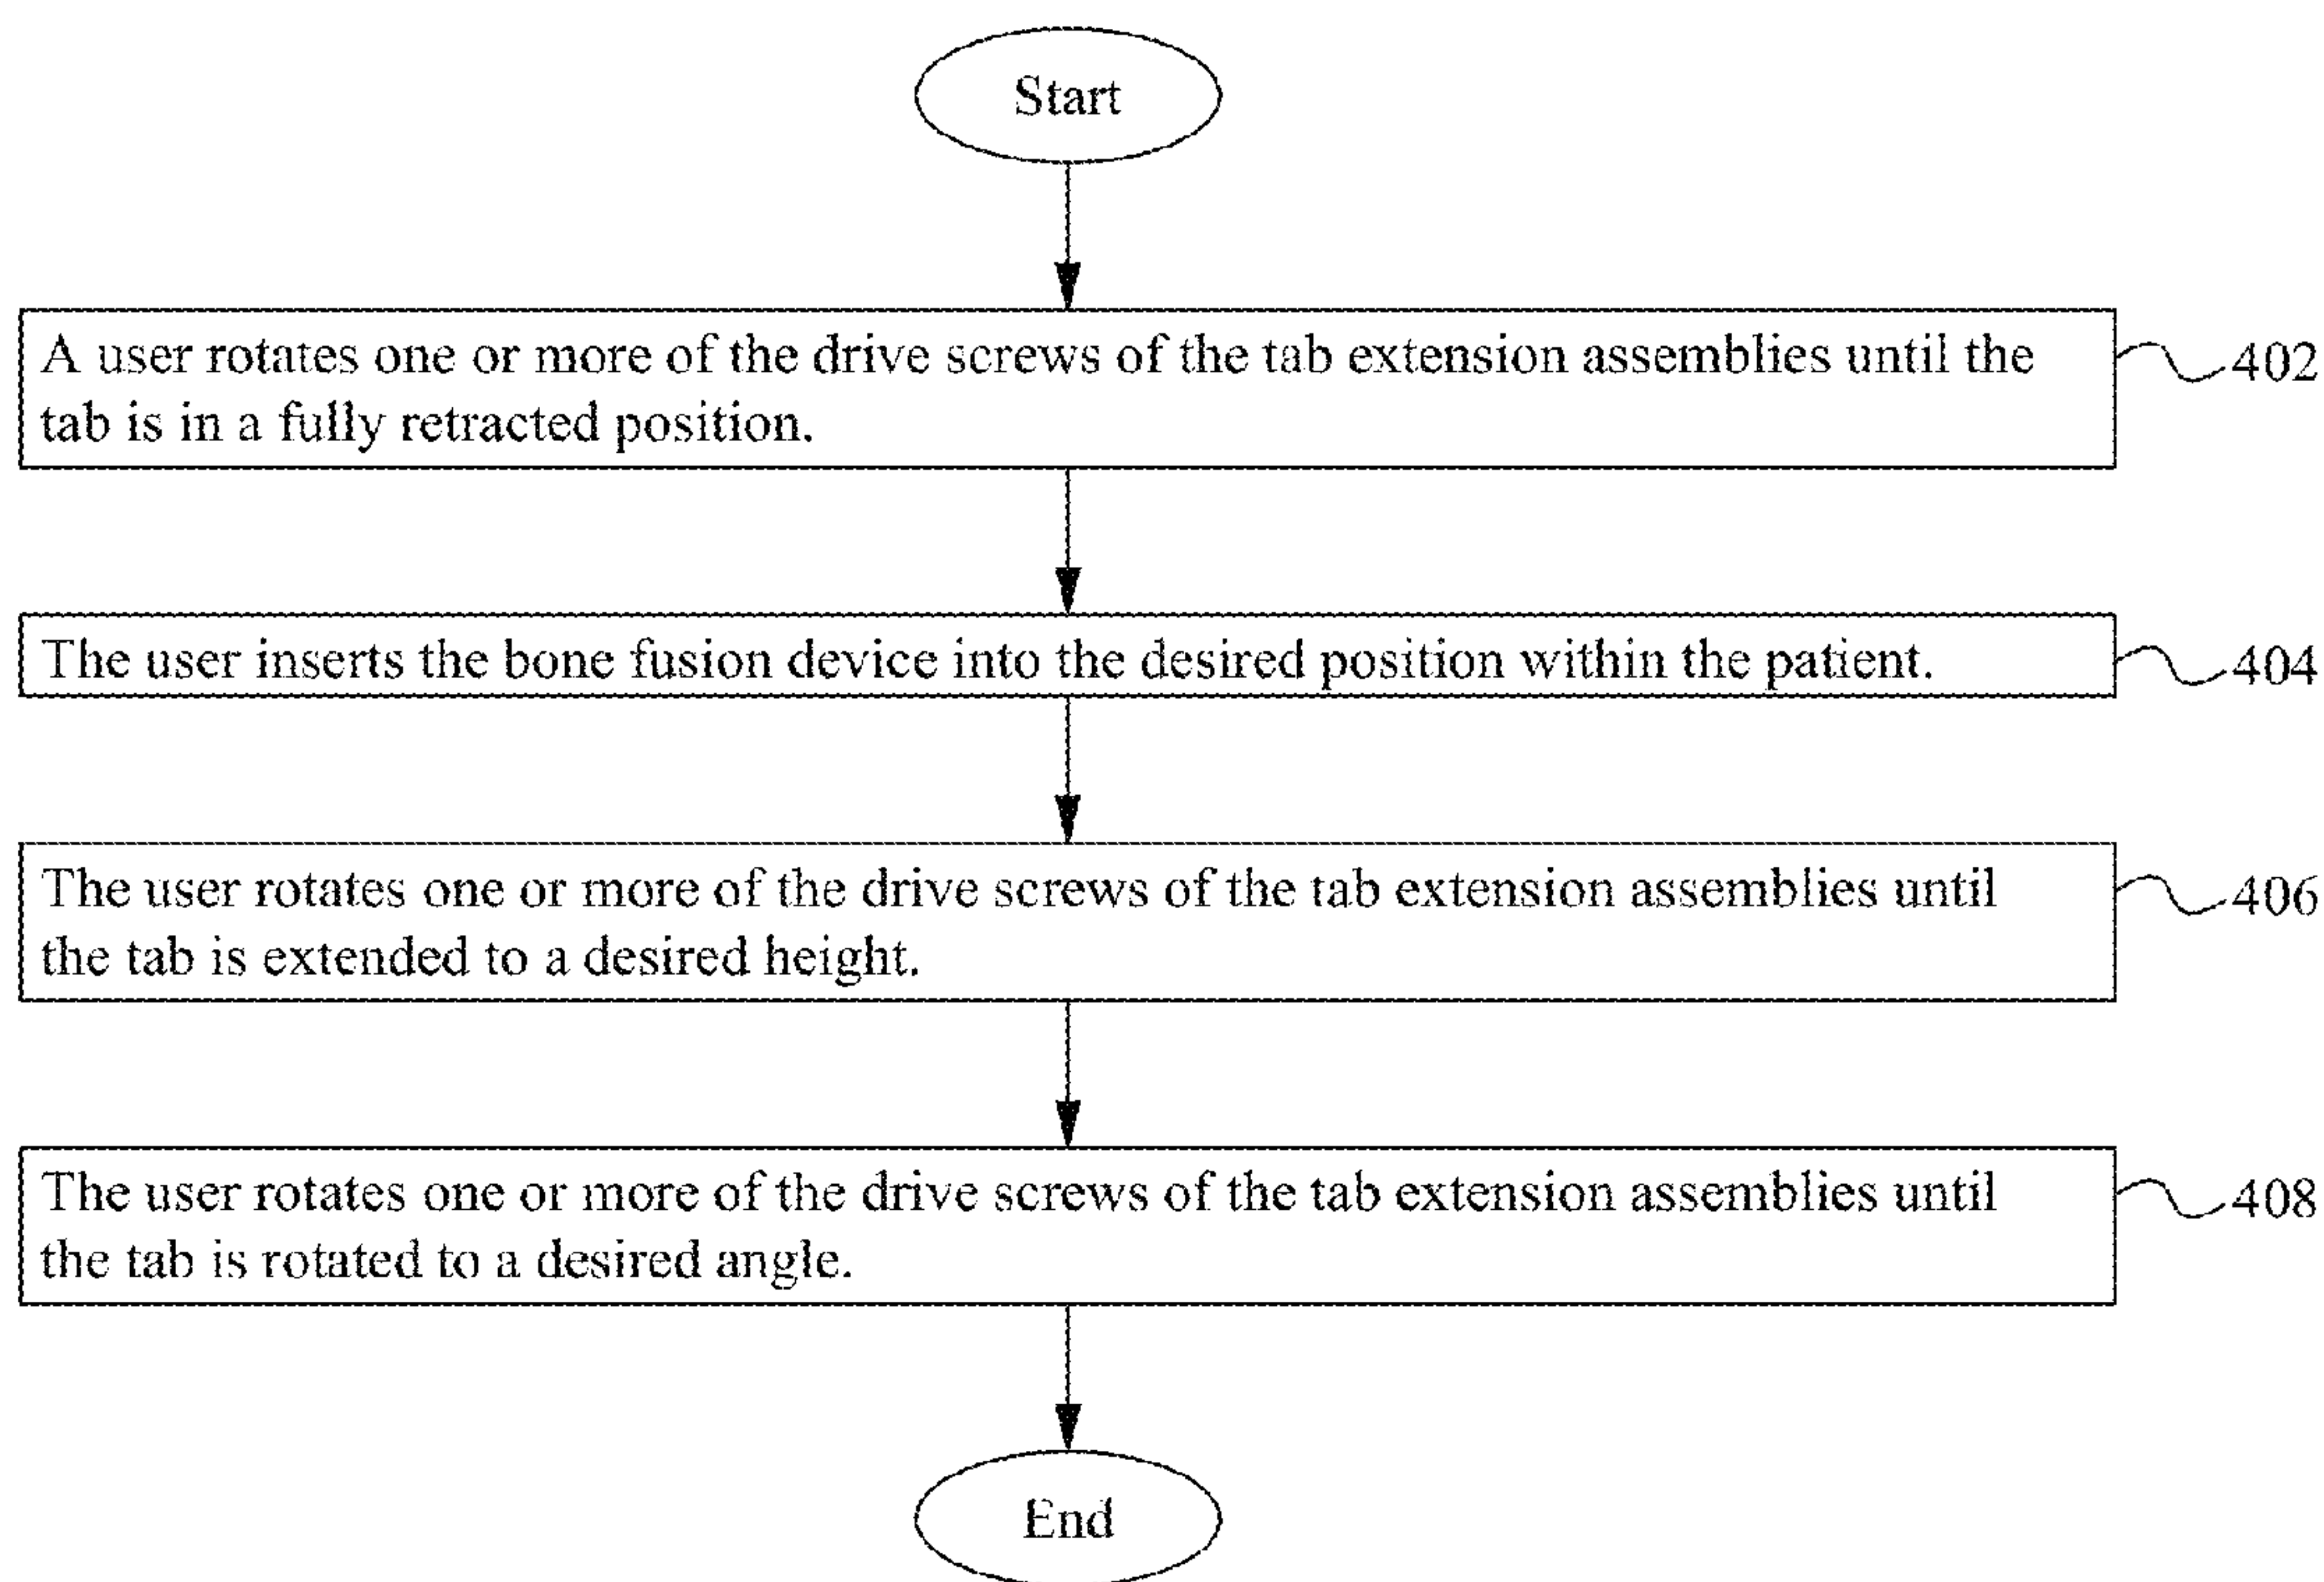 Start
A user rotates one or more of the drive screws of the tab extension assemblies until the
tab is in a fully retracted position.
402
The user inserts the bone fusion device into the desired position within the patient.
404
The user rotates one or more of the drive screws of the tab extension assemblies until
the tab is extended to a desired height.
406
The user rotates one or more of the drive screws of the tab extension assemblies until
the tab is rotated to a desired angle.
408
End